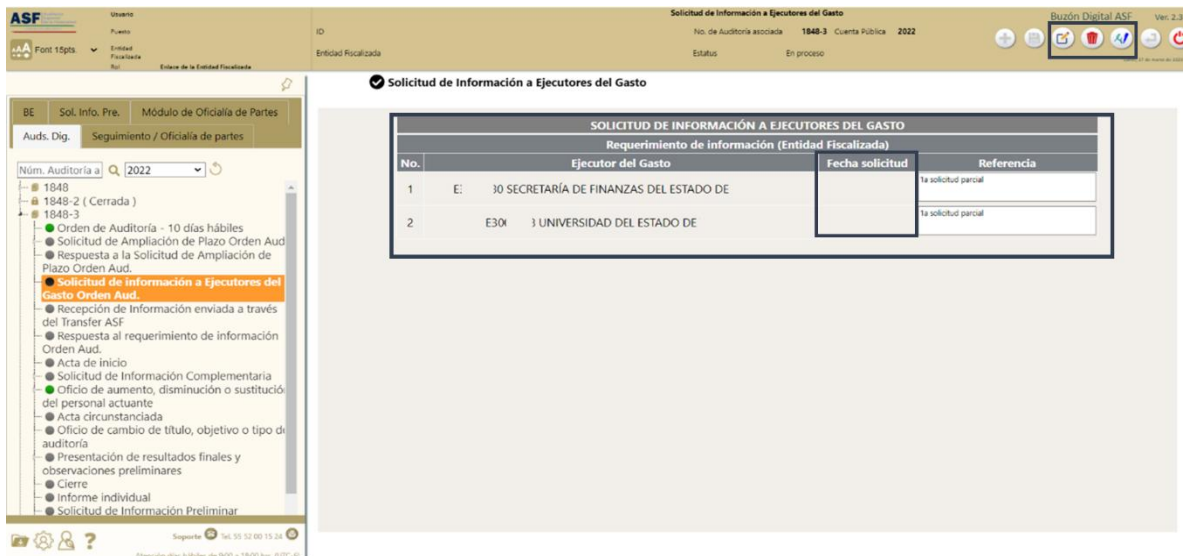 ASF
Usuario
Puesto
Entidad
Fiscalizada
Rol Enlace de la Entidad Fiscalizada
Font 15pts.
ID
Entidad Fiscalizada
Solicitud de Información a Ejecutores del Gasto
No. de Auditoría asociada 1848-3 Cuenta Pública 2022
Estatus En proceso
Buzón Digital ASF Ver. 2.3
BE Sol. Info. Pre. Módulo de Oficialía de Partes
Auds. Dig. Seguimiento / Oficialía de partes
Núm. Auditoría a 2022
1848
1848-2 ( Cerrada )
1848-3
Orden de Auditoría - 10 días hábiles
Solicitud de Ampliación de Plazo Orden Aud
Respuesta a la Solicitud de Ampliación de
Plazo Orden Aud.
Solicitud de información a Ejecutores del
Gasto Orden Aud.
Recepción de Información enviada a través
del Transfer ASF
Respuesta al requerimiento de información
Orden Aud.
Acta de inicio
Solicitud de Información Complementaria
Oficio de aumento, disminución o sustitució
del personal actuante
Acta circunstanciada
Oficio de cambio de título, objetivo o tipo de
auditoría
Presentación de resultados finales y
observaciones preliminares
Cierre
Informe individual
Solicitud de Información Preliminar
Soporte Tel. 55 52 00 15 24
Solicitud de Información a Ejecutores del Gasto
SOLICITUD DE INFORMACIÓN A EJECUTORES DEL GASTO
Requerimiento de información (Entidad Fiscalizada)
No. Ejecutor del Gasto Fecha solicitud Referencia
1 30 SECRETARÍA DE FINANZAS DEL ESTADO DE 1a solicitud parcial
2 UNIVERSIDAD DEL ESTADO DE 1a solicitud parcial